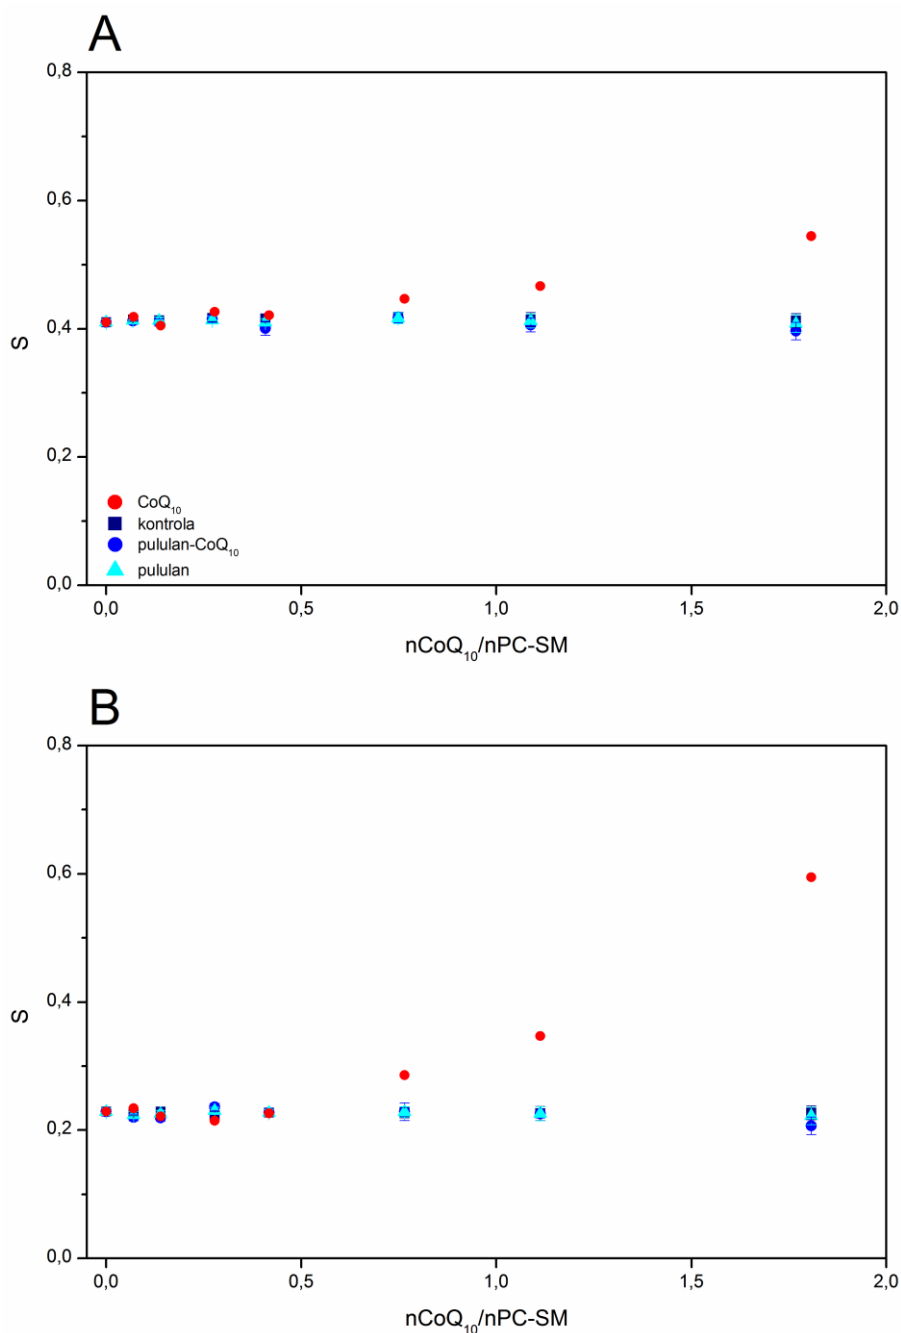 A
0,8
0,6
0,4
0,2
0,0
S
CoQ₁₀
kontrola
pululan-CoQ₁₀
pululan
0,0 0,5 1,0 1,5 2,0
nCoQ₁₀/nPC-SM
B
0,8
0,6
0,4
0,2
0,0
S
0,0 0,5 1,0 1,5 2,0
nCoQ₁₀/nPC-SM